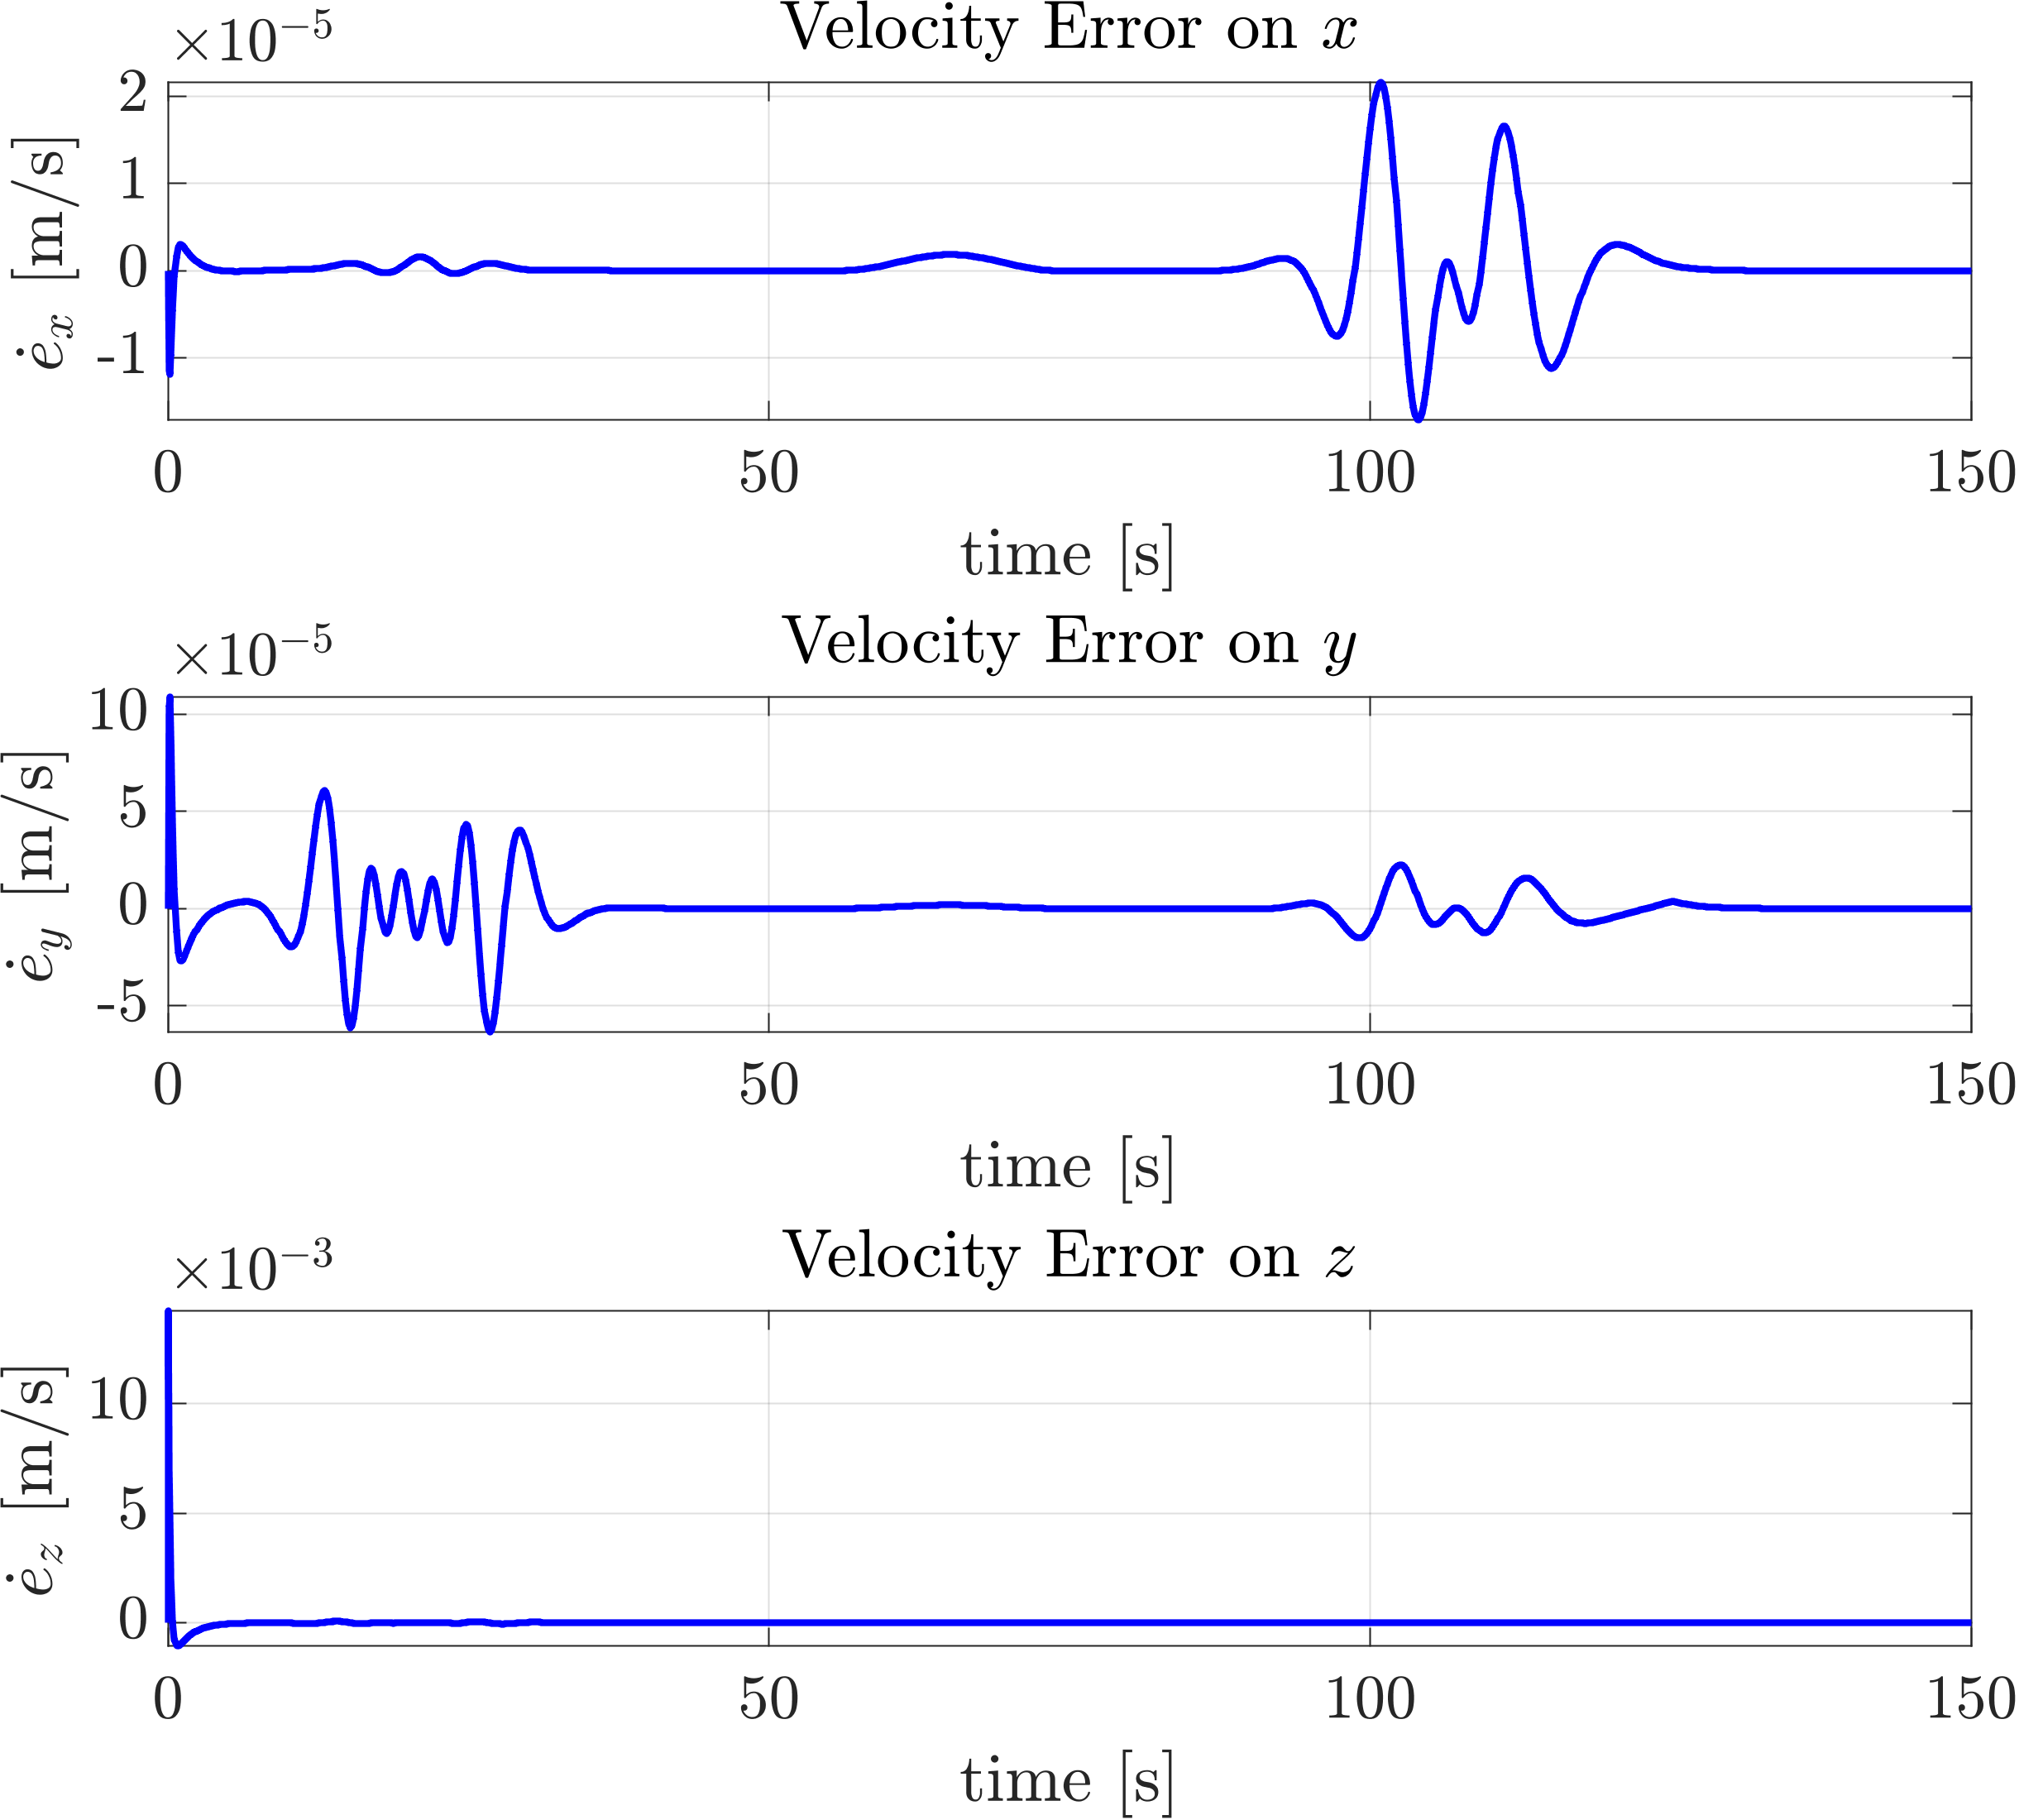 Velocity Error on x
×10⁻⁵
ė_x [m/s]
2
1
0
-1
0 50 100 150
time [s]
Velocity Error on y
×10⁻⁵
ė_y [m/s]
10
5
0
-5
0 50 100 150
time [s]
Velocity Error on z
×10⁻³
ė_z [m/s]
10
5
0
0 50 100 150
time [s]